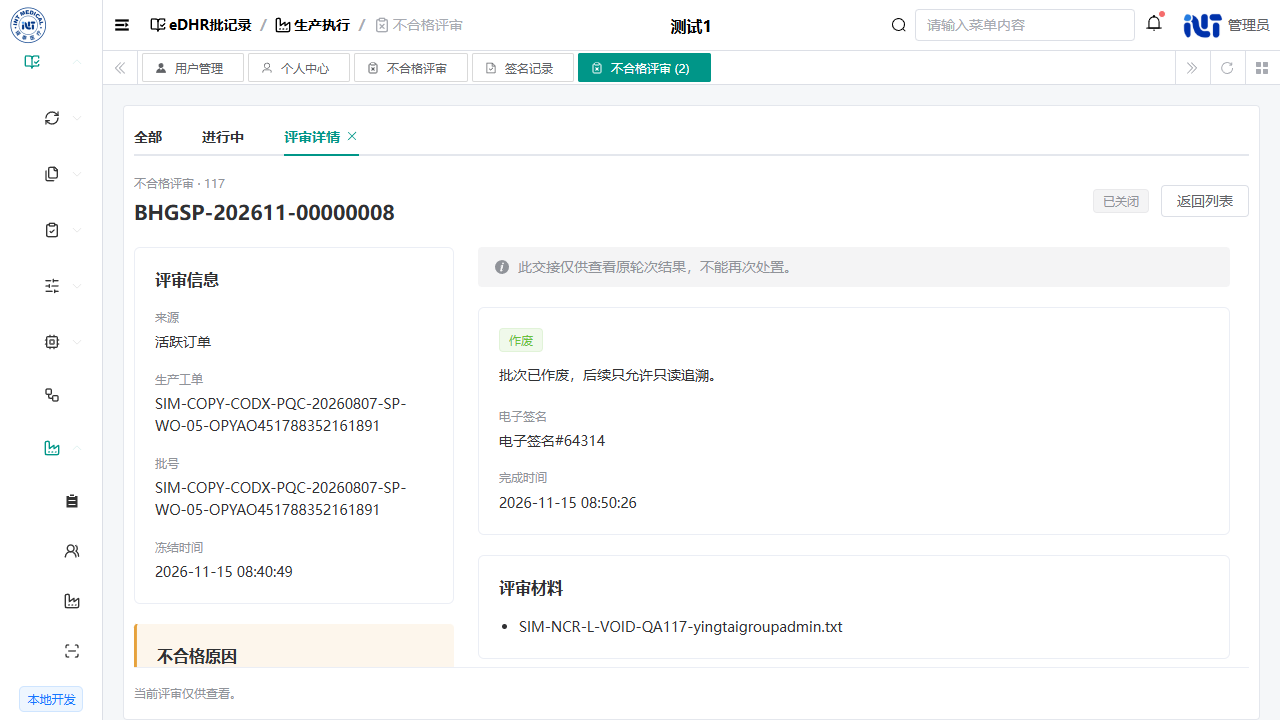 INT MEDICAL
eDHR批记录 / 生产执行 / 不合格评审
测试1
请输入菜单内容
管理员
用户管理
个人中心
不合格评审
签名记录
不合格评审 (2)
全部
进行中
评审详情
不合格评审 · 117
BHGSP-202611-00000008
已关闭
返回列表
评审信息
来源
活跃订单
生产工单
SIM-COPY-CODX-PQC-20260807-SP-
WO-05-OPYAO451788352161891
批号
SIM-COPY-CODX-PQC-20260807-SP-
WO-05-OPYAO451788352161891
冻结时间
2026-11-15 08:40:49
不合格原因
此交接仅供查看原轮次结果，不能再次处置。
作废
批次已作废，后续只允许只读追溯。
电子签名
电子签名#64314
完成时间
2026-11-15 08:50:26
评审材料
SIM-NCR-L-VOID-QA117-yingtaigroupadmin.txt
当前评审仅供查看。
本地开发